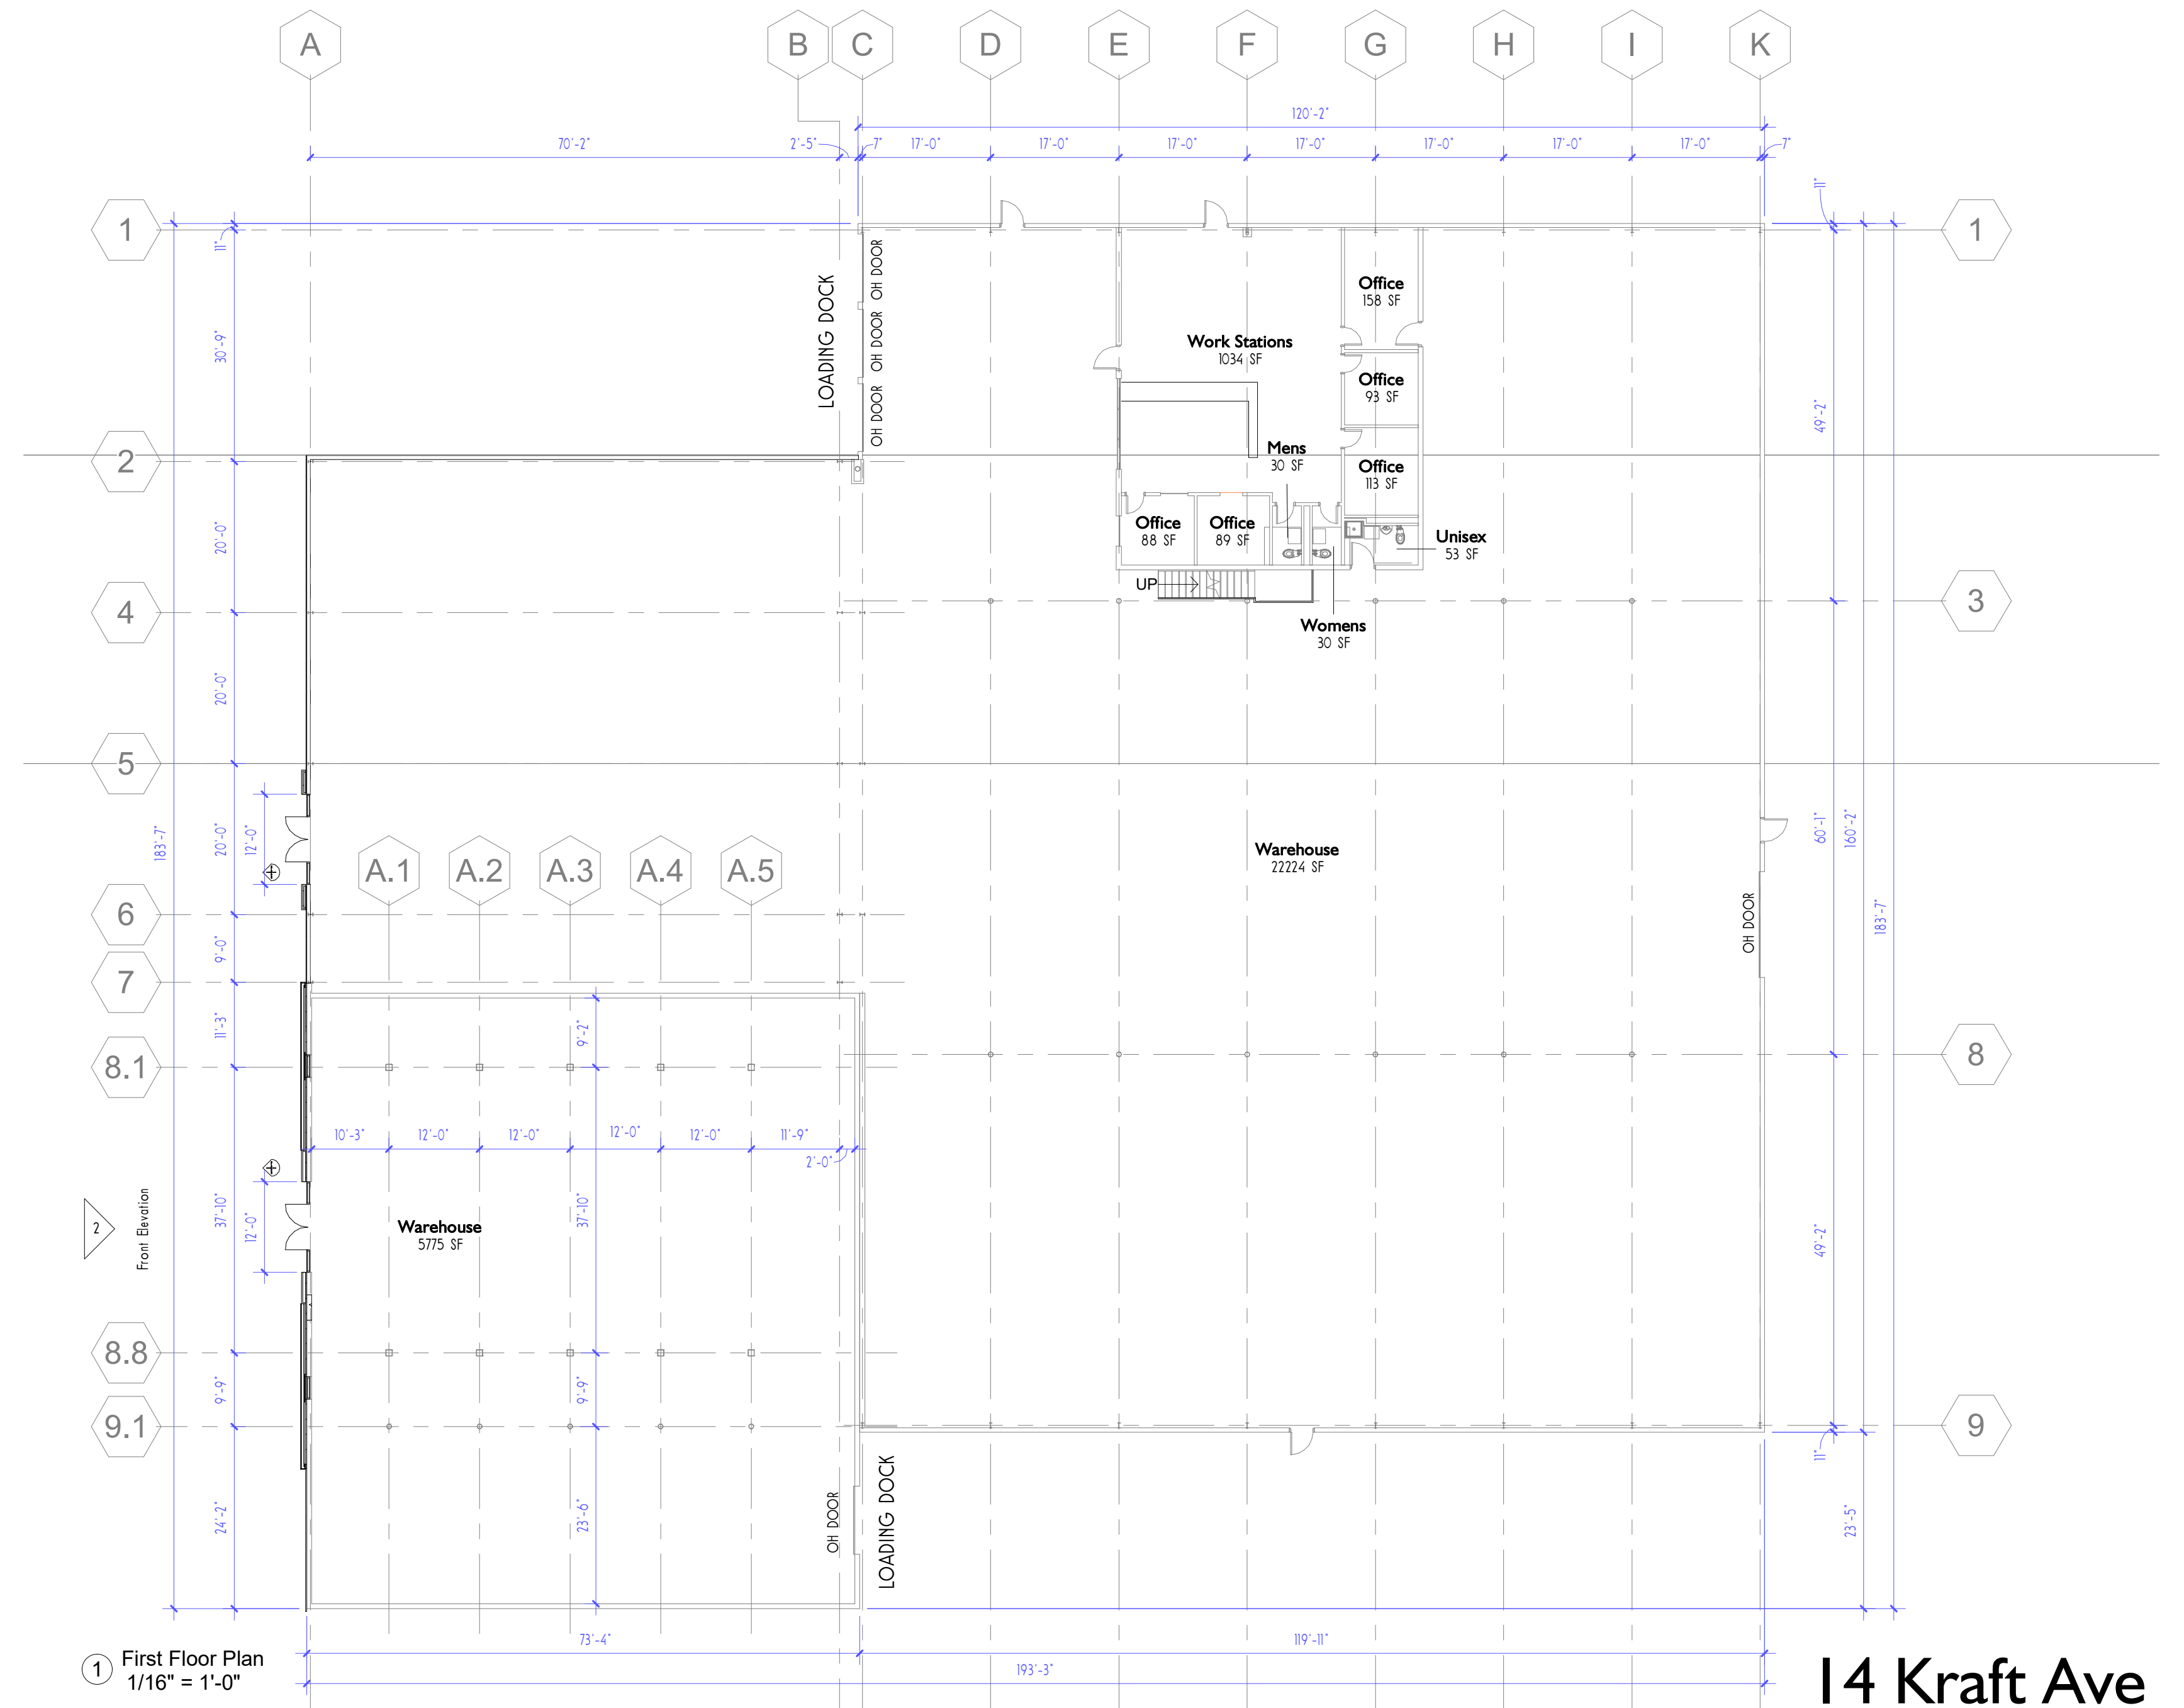 A
B
C
D
E
F
G
H
I
K
120'-2"
70'-2"
2'-5"
7"
17'-0"
17'-0"
17'-0"
17'-0"
17'-0"
17'-0"
17'-0"
7"
1
11"
11"
1
LOADING DOCK
OH DOOR
OH DOOR
OH DOOR
Office
158 SF
Work Stations
1034 SF
30'-9"
Office
93 SF
49'-2"
2
Mens
30 SF
Office
113 SF
20'-0"
Office
88 SF
Office
89 SF
Unisex
53 SF
UP
4
3
Womens
30 SF
20'-0"
5
183'-7"
20'-0"
12'-0"
A.1
A.2
A.3
A.4
A.5
Warehouse
22224 SF
60'-1"
160'-2"
6
OH DOOR
183'-7"
9'-0"
7
11'-3"
9'-2"
8.1
8
10'-3"
12'-0"
12'-0"
12'-0"
12'-0"
11'-9"
2'-0"
2
Front Elevation
37'-10"
12'-0"
37'-10"
Warehouse
5775 SF
49'-2"
8.8
9'-9"
9'-9"
9.1
9
11"
24'-2"
23'-6"
OH DOOR
LOADING DOCK
23'-5"
73'-4"
119'-11"
193'-3"
1
First Floor Plan
1/16" = 1'-0"
14 Kraft Ave